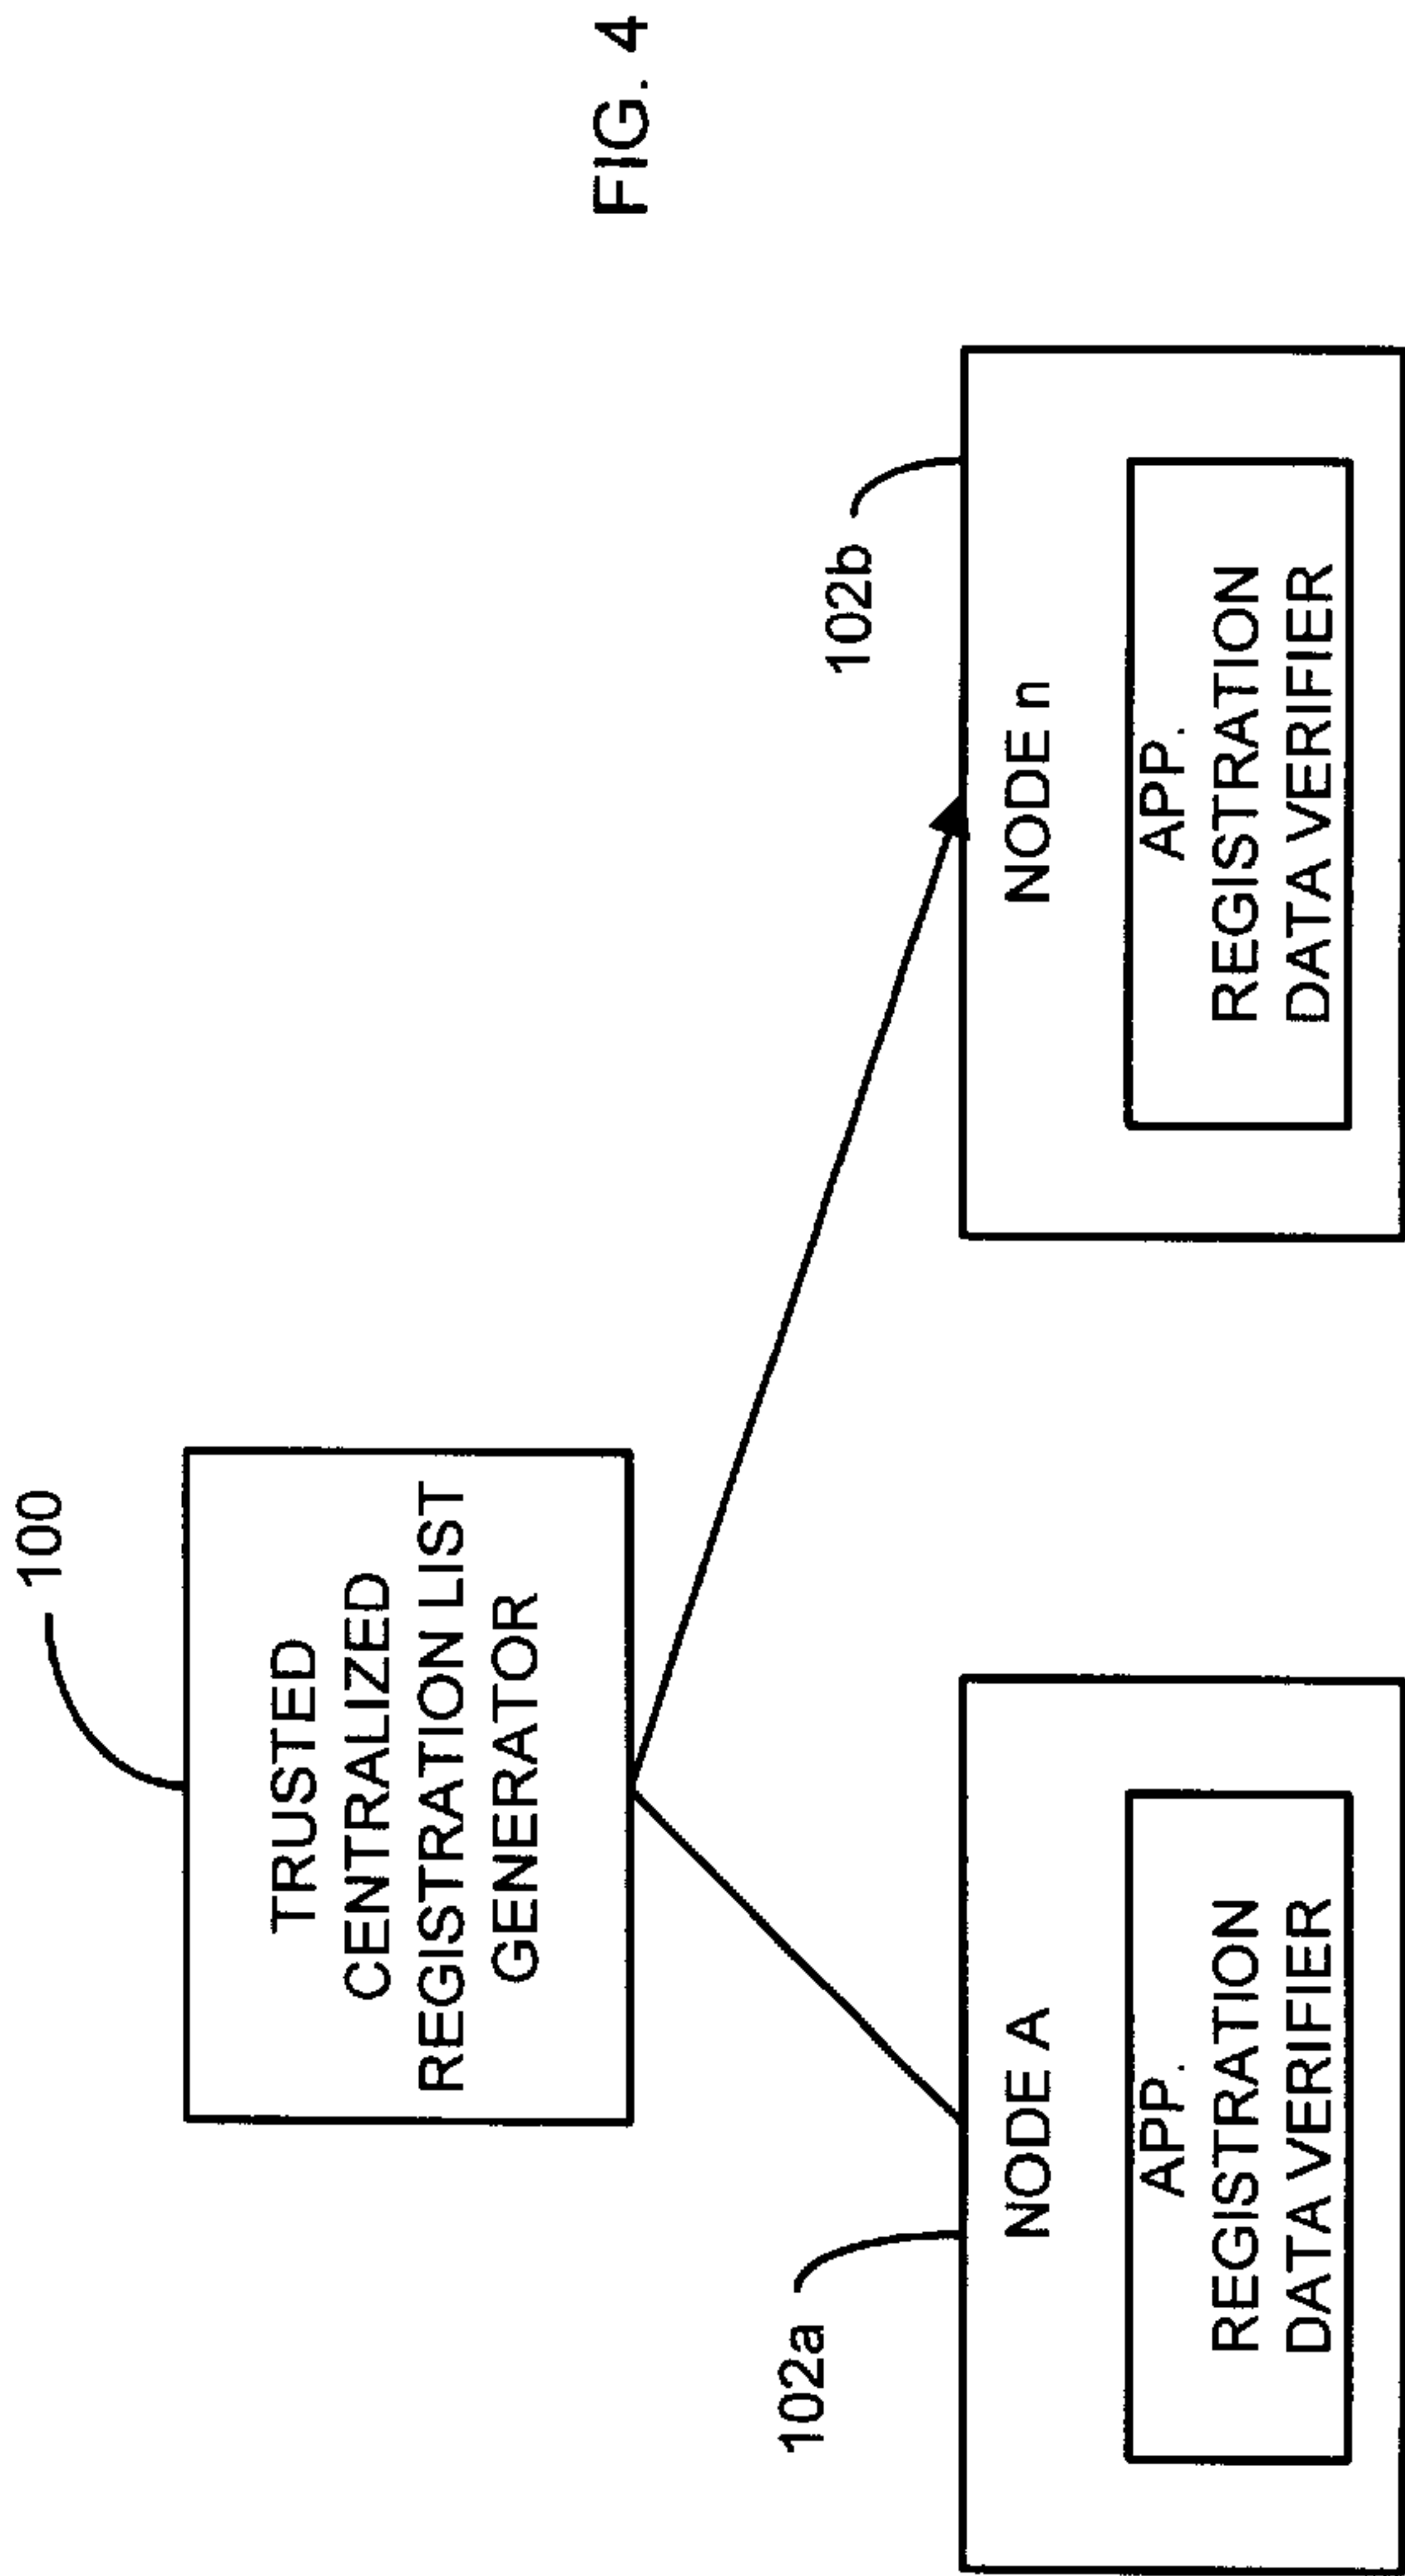 100
TRUSTED
CENTRALIZED
REGISTRATION LIST
GENERATOR
102a
NODE A
APP.
REGISTRATION
DATA VERIFIER
102b
NODE n
APP.
REGISTRATION
DATA VERIFIER
FIG. 4